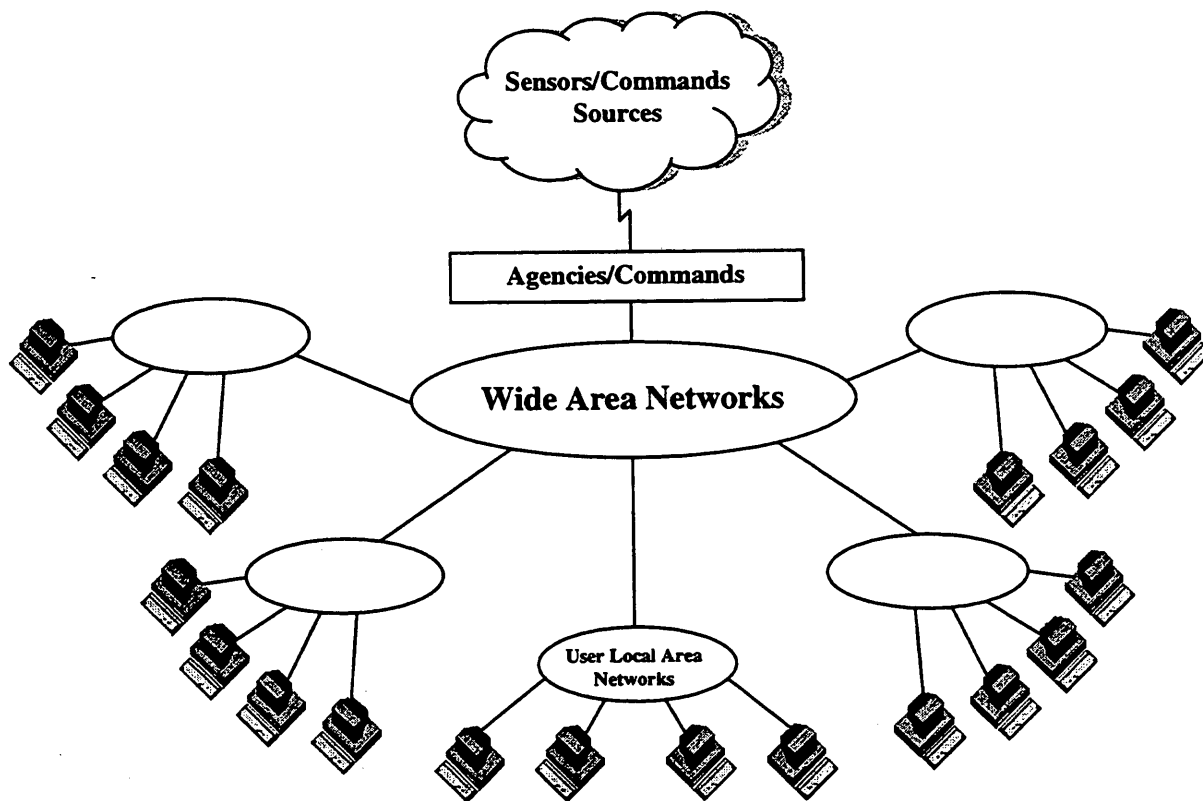 Sensors/Commands
Sources
Agencies/Commands
Wide Area Networks
User Local Area
Networks